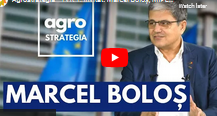 Watch later
agro
STRATEGIA
MARCEL BOLOȘ